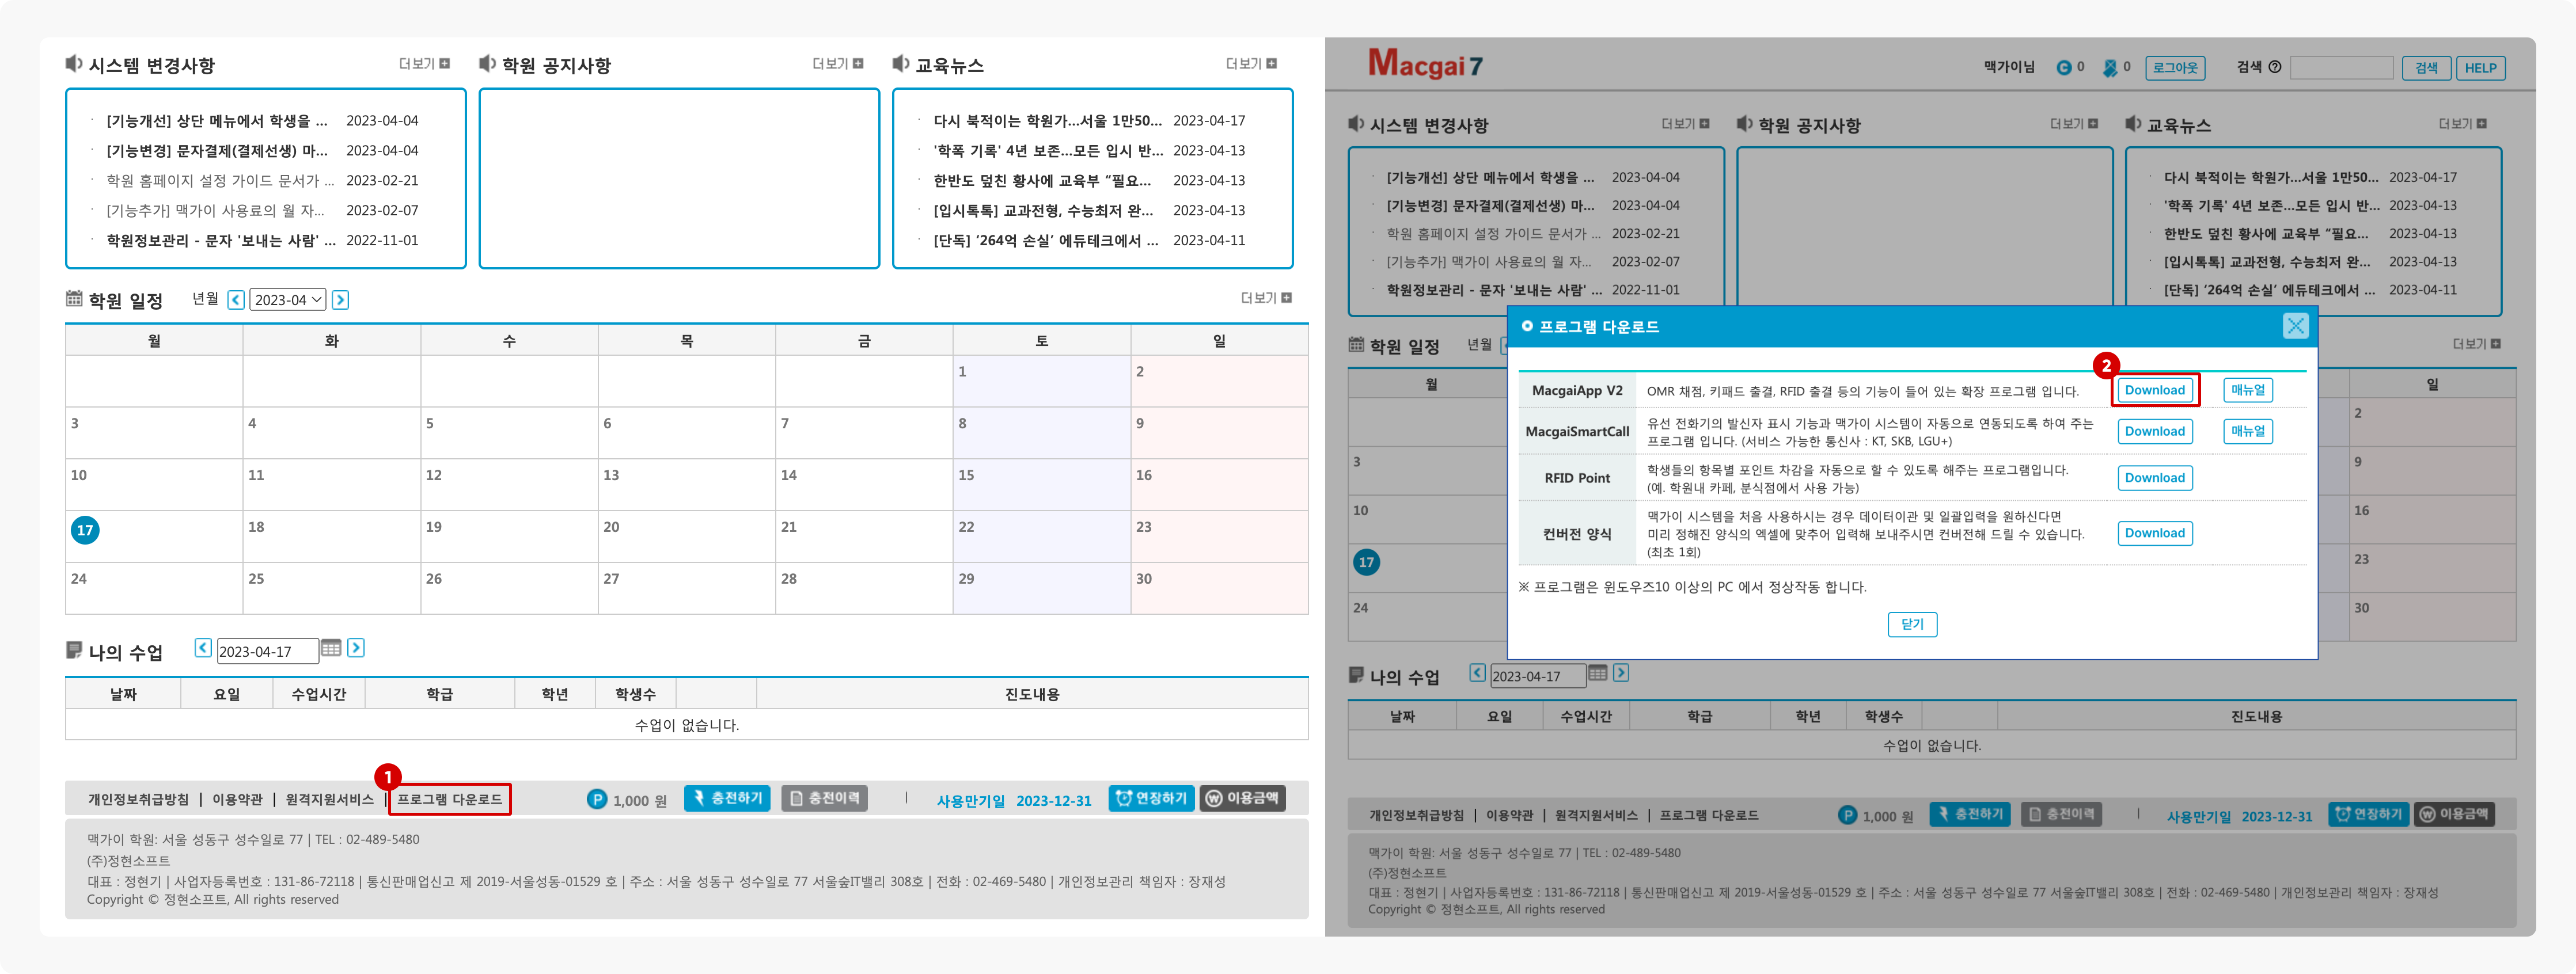 시스템 변경사항
더보기
[기능개선] 상단 메뉴에서 학생을 ... 2023-04-04
[기능변경] 문자결제(결제선생) 마... 2023-04-04
학원 홈페이지 설정 가이드 문서가 ... 2023-02-21
[기능추가] 맥가이 사용료의 월 자... 2023-02-07
학원정보관리 - 문자 '보내는 사람' ... 2022-11-01
학원 공지사항
더보기
교육뉴스
더보기
다시 북적이는 학원가...서울 1만50... 2023-04-17
'학폭 기록' 4년 보존...모든 입시 반... 2023-04-13
한반도 덮친 황사에 교육부 “필요... 2023-04-13
[입시톡톡] 교과전형, 수능최저 완... 2023-04-13
[단독] ‘264억 손실’ 에듀테크에서 ... 2023-04-11
학원 일정 년월 2023-04
더보기
월 화 수 목 금 토 일
1 2
3 4 5 6 7 8 9
10 11 12 13 14 15 16
17 18 19 20 21 22 23
24 25 26 27 28 29 30
나의 수업 2023-04-17
날짜 요일 수업시간 학급 학년 학생수 진도내용
수업이 없습니다.
1
개인정보취급방침 | 이용약관 | 원격지원서비스 | 프로그램 다운로드 P 1,000 원 충전하기 충전이력 | 사용만기일 2023-12-31 연장하기 W 이용금액
맥가이 학원: 서울 성동구 성수일로 77 | TEL : 02-489-5480
(주)정현소프트
대표 : 정현기 | 사업자등록번호 : 131-86-72118 | 통신판매업신고 제 2019-서울성동-01529 호 | 주소 : 서울 성동구 성수일로 77 서울숲IT밸리 308호 | 전화 : 02-469-5480 | 개인정보관리 책임자 : 장재성
Copyright © 정현소프트, All rights reserved
Macgai 7
맥가이님 C 0 0 로그아웃 검색 ? 검색 HELP
시스템 변경사항
더보기
[기능개선] 상단 메뉴에서 학생을 ... 2023-04-04
[기능변경] 문자결제(결제선생) 마... 2023-04-04
학원 홈페이지 설정 가이드 문서가 ... 2023-02-21
[기능추가] 맥가이 사용료의 월 자... 2023-02-07
학원정보관리 - 문자 '보내는 사람' ... 2022-11-01
학원 공지사항
더보기
교육뉴스
더보기
다시 북적이는 학원가...서울 1만50... 2023-04-17
'학폭 기록' 4년 보존...모든 입시 반... 2023-04-13
한반도 덮친 황사에 교육부 “필요... 2023-04-13
[입시톡톡] 교과전형, 수능최저 완... 2023-04-13
[단독] ‘264억 손실’ 에듀테크에서 ... 2023-04-11
학원 일정 년월
더보기
월 일
2
3 9
10 16
17 23
24 30
프로그램 다운로드
2
MacgaiApp V2 OMR 채점, 키패드 출결, RFID 출결 등의 기능이 들어 있는 확장 프로그램 입니다. Download 매뉴얼
MacgaiSmartCall 유선 전화기의 발신자 표시 기능과 맥가이 시스템이 자동으로 연동되도록 하여 주는
프로그램 입니다. (서비스 가능한 통신사 : KT, SKB, LGU+) Download 매뉴얼
RFID Point 학생들의 항목별 포인트 차감을 자동으로 할 수 있도록 해주는 프로그램입니다.
(예. 학원내 카페, 분식점에서 사용 가능) Download
컨버전 양식 맥가이 시스템을 처음 사용하시는 경우 데이터이관 및 일괄입력을 원하신다면
미리 정해진 양식의 엑셀에 맞추어 입력해 보내주시면 컨버전해 드릴 수 있습니다.
(최초 1회) Download
※ 프로그램은 윈도우즈10 이상의 PC 에서 정상작동 합니다.
닫기
나의 수업 2023-04-17
날짜 요일 수업시간 학급 학년 학생수 진도내용
수업이 없습니다.
개인정보취급방침 | 이용약관 | 원격지원서비스 | 프로그램 다운로드 P 1,000 원 충전하기 충전이력 | 사용만기일 2023-12-31 연장하기 W 이용금액
맥가이 학원: 서울 성동구 성수일로 77 | TEL : 02-489-5480
(주)정현소프트
대표 : 정현기 | 사업자등록번호 : 131-86-72118 | 통신판매업신고 제 2019-서울성동-01529 호 | 주소 : 서울 성동구 성수일로 77 서울숲IT밸리 308호 | 전화 : 02-469-5480 | 개인정보관리 책임자 : 장재성
Copyright © 정현소프트, All rights reserved